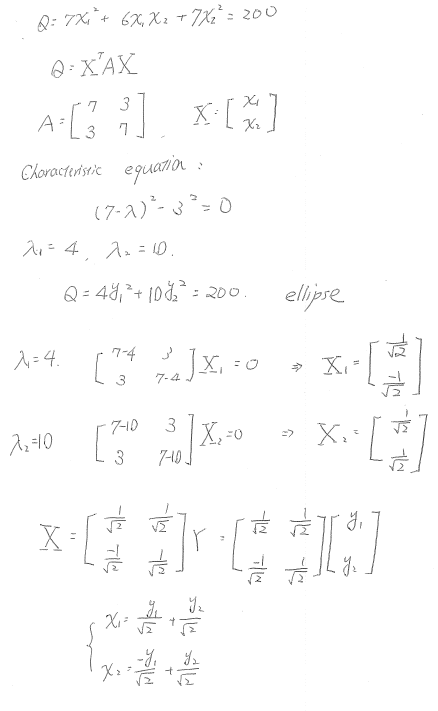 Q = 7x₁² + 6x₁x₂ + 7x₂² = 200
Q = XᵀAX
A = [7 3; 3 7] X = [x₁; x₂]
Characteristic equation :
(7-λ)² - 3² = 0
λ₁ = 4, λ₂ = 10.
Q = 4y₁² + 10y₂² = 200. ellipse
λ₁ = 4. [7-4 3; 3 7-4] X₁ = 0 ⇒ X₁ = [1/√2; -1/√2]
λ₂ = 10 [7-10 3; 3 7-10] X₂ = 0 ⇒ X₂ = [1/√2; 1/√2]
X = [1/√2 1/√2; -1/√2 1/√2] Y = [1/√2 1/√2; -1/√2 1/√2] [y₁; y₂]
{ x₁ = y₁/√2 + y₂/√2
x₂ = -y₁/√2 + y₂/√2